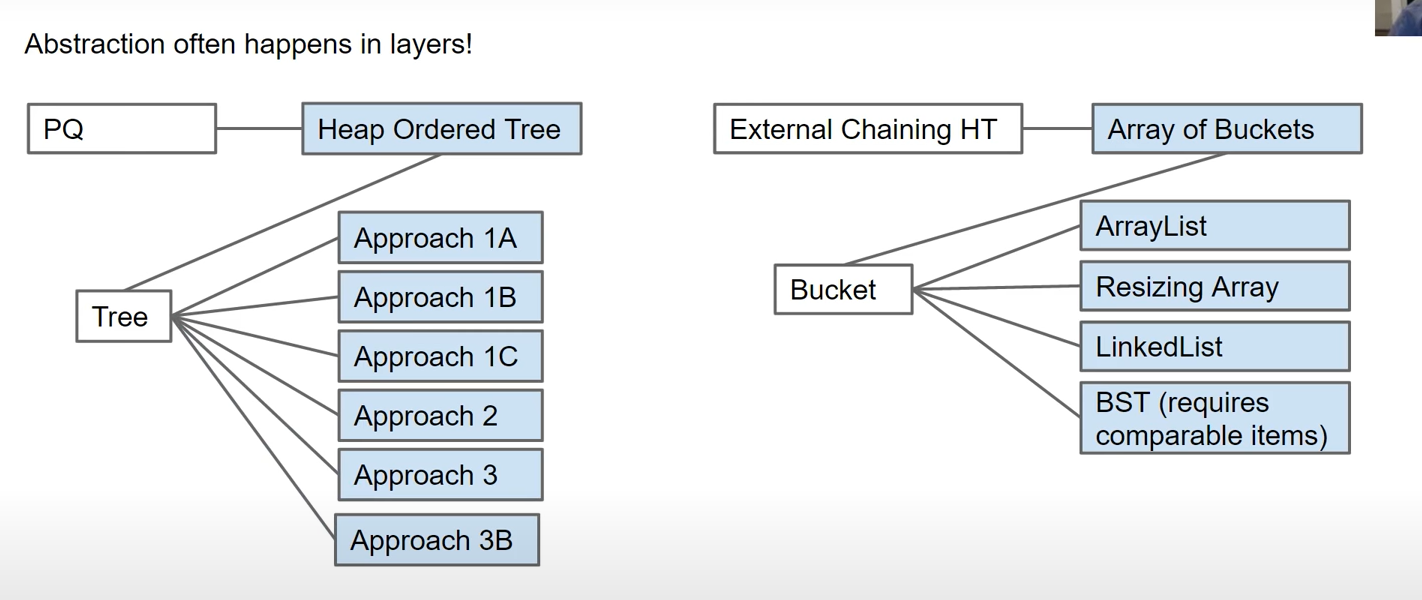 Abstraction often happens in layers!
PQ
Heap Ordered Tree
Tree
Approach 1A
Approach 1B
Approach 1C
Approach 2
Approach 3
Approach 3B
External Chaining HT
Array of Buckets
Bucket
ArrayList
Resizing Array
LinkedList
BST (requires
comparable items)